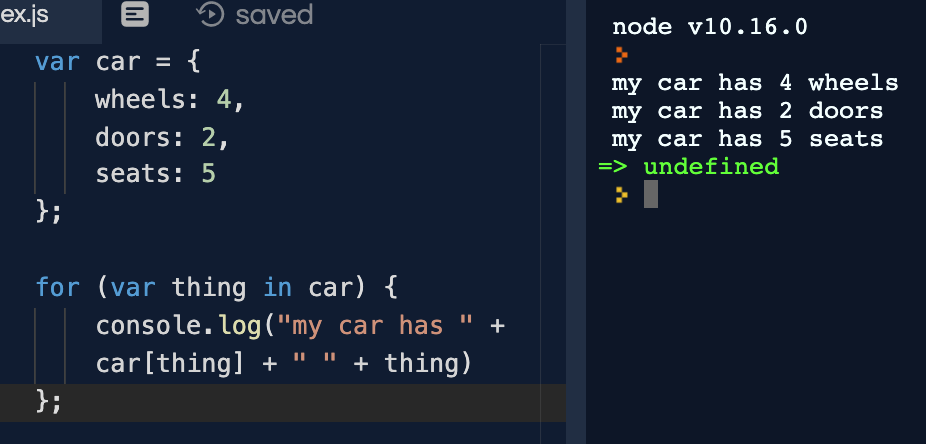 ex.js saved
var car = {
wheels: 4,
doors: 2,
seats: 5
};
for (var thing in car) {
console.log("my car has " +
car[thing] + " " + thing)
};
node v10.16.0
my car has 4 wheels
my car has 2 doors
my car has 5 seats
=> undefined